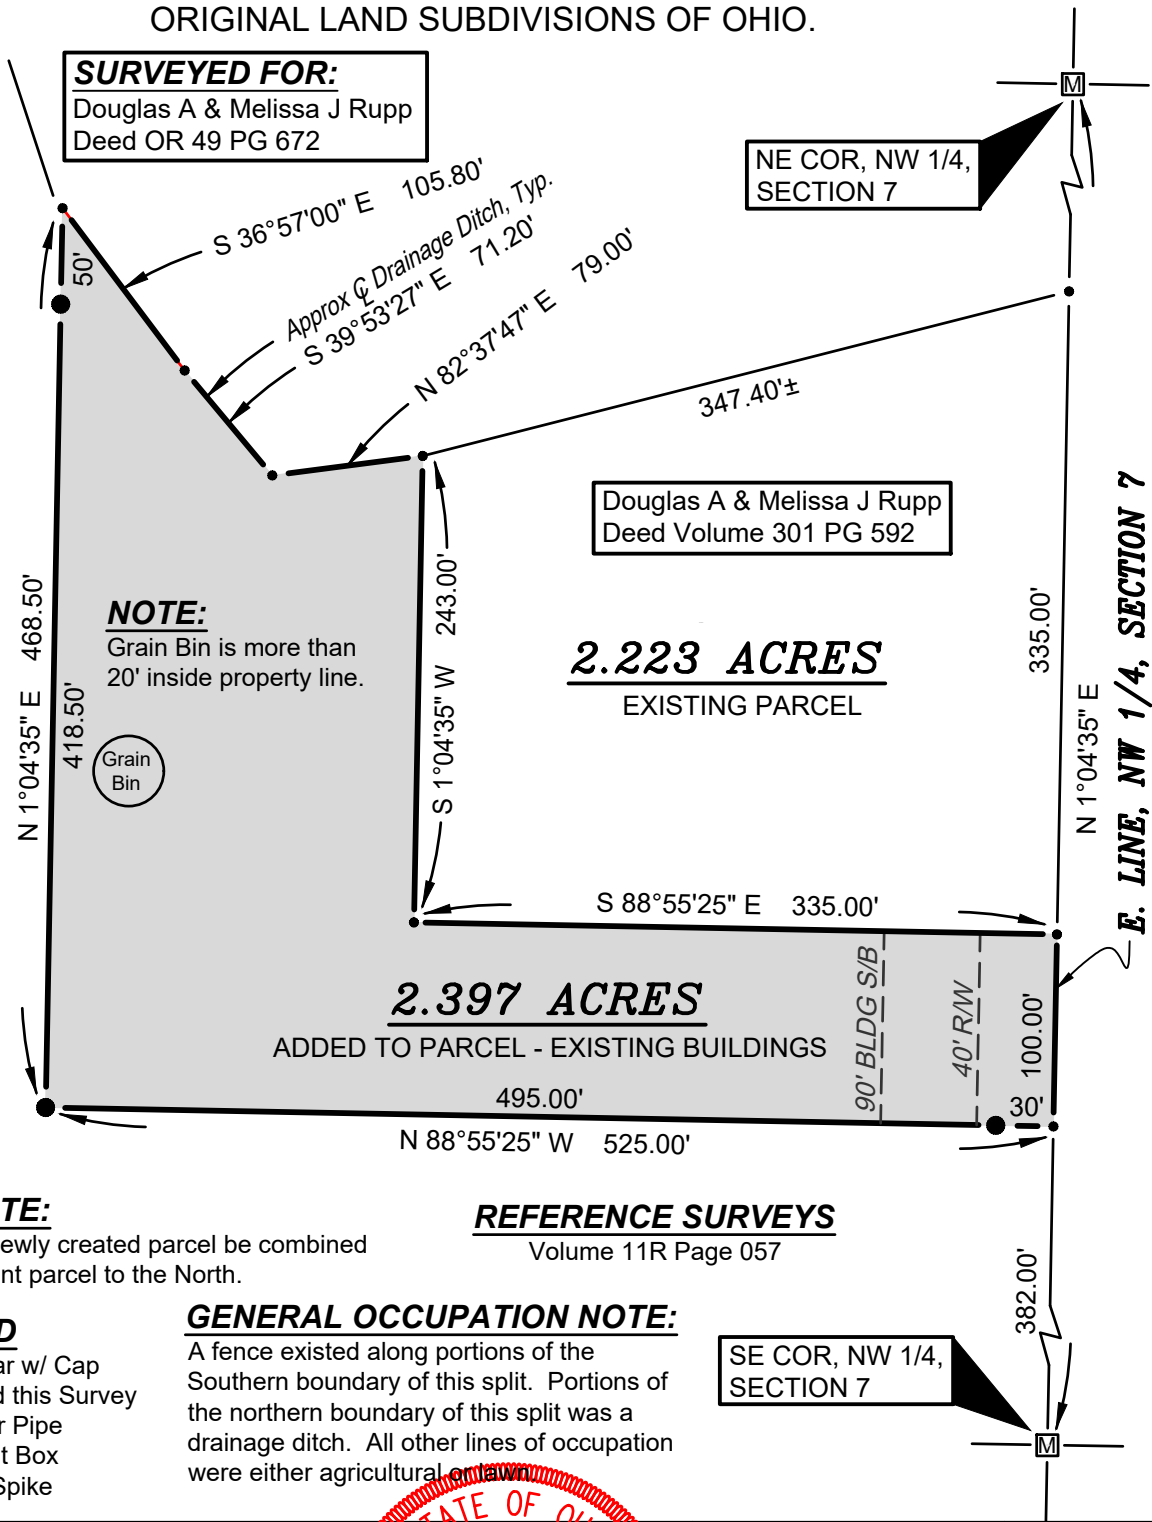 ORIGINAL LAND SUBDIVISIONS OF OHIO.
SURVEYED FOR:
Douglas A & Melissa J Rupp
Deed OR 49 PG 672
NE COR, NW 1/4,
SECTION 7
M
S 36°57'00" E 105.80'
Approx ℄ Drainage Ditch, Typ.
S 39°53'27" E 71.20'
N 82°37'47" E 79.00'
50'
347.40'±
Douglas A & Melissa J Rupp
Deed Volume 301 PG 592
N 1°04'35" E 468.50'
418.50'
NOTE:
Grain Bin is more than
20' inside property line.
Grain
Bin
S 1°04'35" W 243.00'
2.223 ACRES
EXISTING PARCEL
335.00'
N 1°04'35" E
E. LINE, NW 1/4, SECTION 7
S 88°55'25" E 335.00'
2.397 ACRES
ADDED TO PARCEL - EXISTING BUILDINGS
90' BLDG S/B
40' R/W
100.00'
30'
495.00'
N 88°55'25" W 525.00'
TE:
ewly created parcel be combined
nt parcel to the North.
REFERENCE SURVEYS
Volume 11R Page 057
382.00'
D
ar w/ Cap
d this Survey
r Pipe
t Box
Spike
GENERAL OCCUPATION NOTE:
A fence existed along portions of the
Southern boundary of this split. Portions of
the northern boundary of this split was a
drainage ditch. All other lines of occupation
were either agricultural or lawn.
SE COR, NW 1/4,
SECTION 7
M
ATE OF O